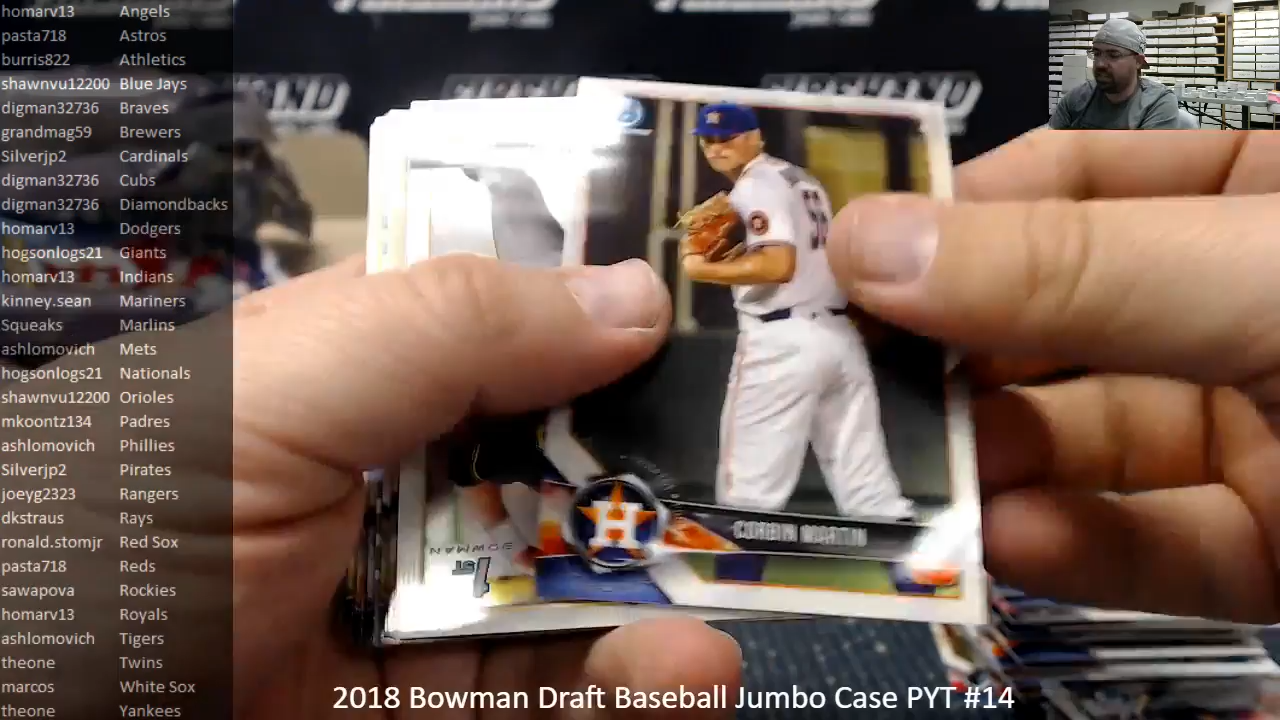 homarv13 Angels
pasta718 Astros
burris822 Athletics
shawnvu12200 Blue Jays
digman32736 Braves
grandmag59 Brewers
Silverjp2 Cardinals
digman32736 Cubs
digman32736 Diamondbacks
homarv13 Dodgers
hogsonlogs21 Giants
homarv13 Indians
kinney.sean Mariners
Squeaks Marlins
ashlomovich Mets
hogsonlogs21 Nationals
shawnvu12200 Orioles
mkoontz134 Padres
ashlomovich Phillies
Silverjp2 Pirates
joeyg2323 Rangers
dkstraus Rays
ronald.stomjr Red Sox
pasta718 Reds
sawapova Rockies
homarv13 Royals
ashlomovich Tigers
theone Twins
marcos White Sox
theone Yankees
H
CORBIN MARTIN
BOWMAN
1ST
2018 Bowman Draft Baseball Jumbo Case PYT #14